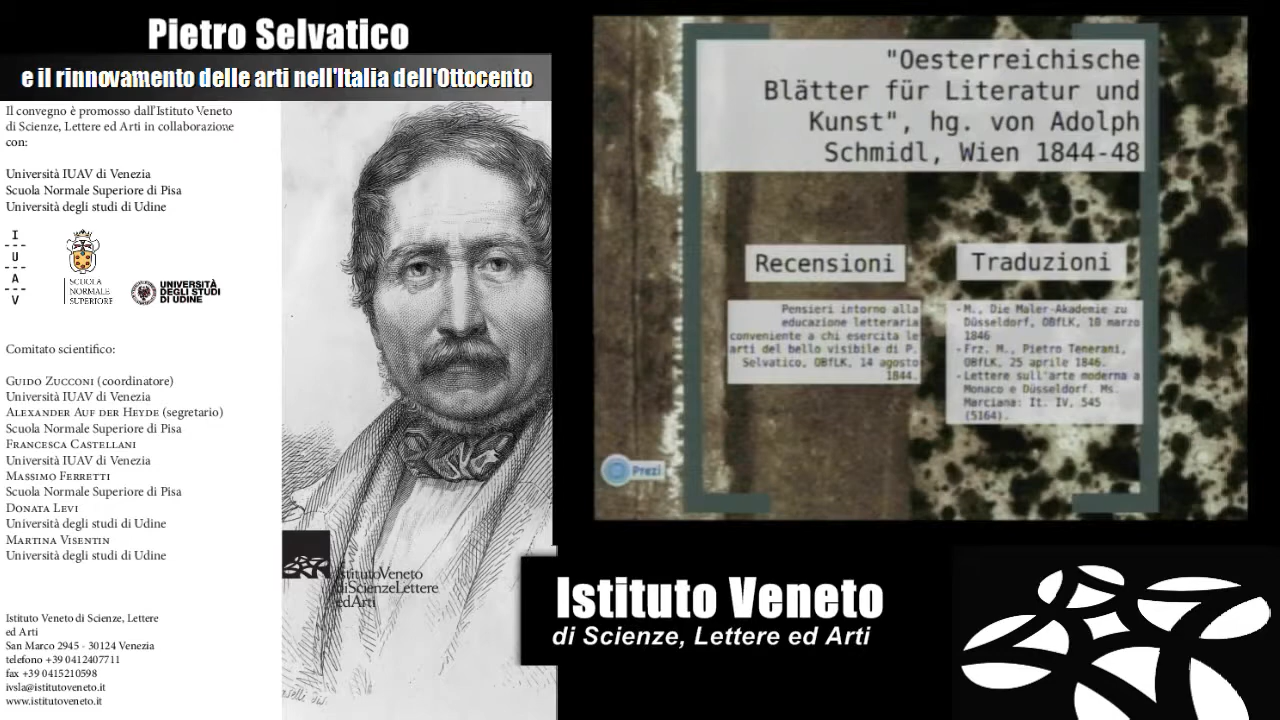 Pietro Selvatico
e il rinnovamento delle arti nell'Italia dell'Ottocento
Il convegno è promosso dall'Istituto Veneto
di Scienze, Lettere ed Arti in collaborazione
con:
Università IUAV di Venezia
Scuola Normale Superiore di Pisa
Università degli studi di Udine
I
U
A
V
SCUOLA
NORMALE
SUPERIORE
UNIVERSITÀ
DEGLI STUDI
DI UDINE
Comitato scientifico:
Guido Zucconi (coordinatore)
Università IUAV di Venezia
Alexander Auf der Heyde (segretario)
Scuola Normale Superiore di Pisa
Francesca Castellani
Università IUAV di Venezia
Massimo Ferretti
Scuola Normale Superiore di Pisa
Donata Levi
Università degli studi di Udine
Martina Visentin
Università degli studi di Udine
Istituto Veneto di Scienze, Lettere
ed Arti
San Marco 2945 - 30124 Venezia
telefono +39 0412407711
fax +39 0415210598
ivsla@istitutoveneto.it
www.istitutoveneto.it
IstitutoVeneto
diScienzeLettere
edArti
"Oesterreichische
Blätter für Literatur und
Kunst", hg. von Adolph
Schmidl, Wien 1844-48
Recensioni
Pensieri intorno alla
educazione letteraria
conveniente a chi esercita le
arti del bello visibile di P.
Selvatico, OBfLK, 14 agosto
1844.
Traduzioni
-M., Die Maler-Akademie zu
Düsseldorf, OBfLK, 10 marzo
1846
-Frz. M., Pietro Tenerani,
OBfLK, 25 aprile 1846.
-Lettere sull'arte moderna a
Monaco e Düsseldorf. Ms.
Marciana: It. IV, 545
(5164).
Prezi
Istituto Veneto
di Scienze, Lettere ed Arti